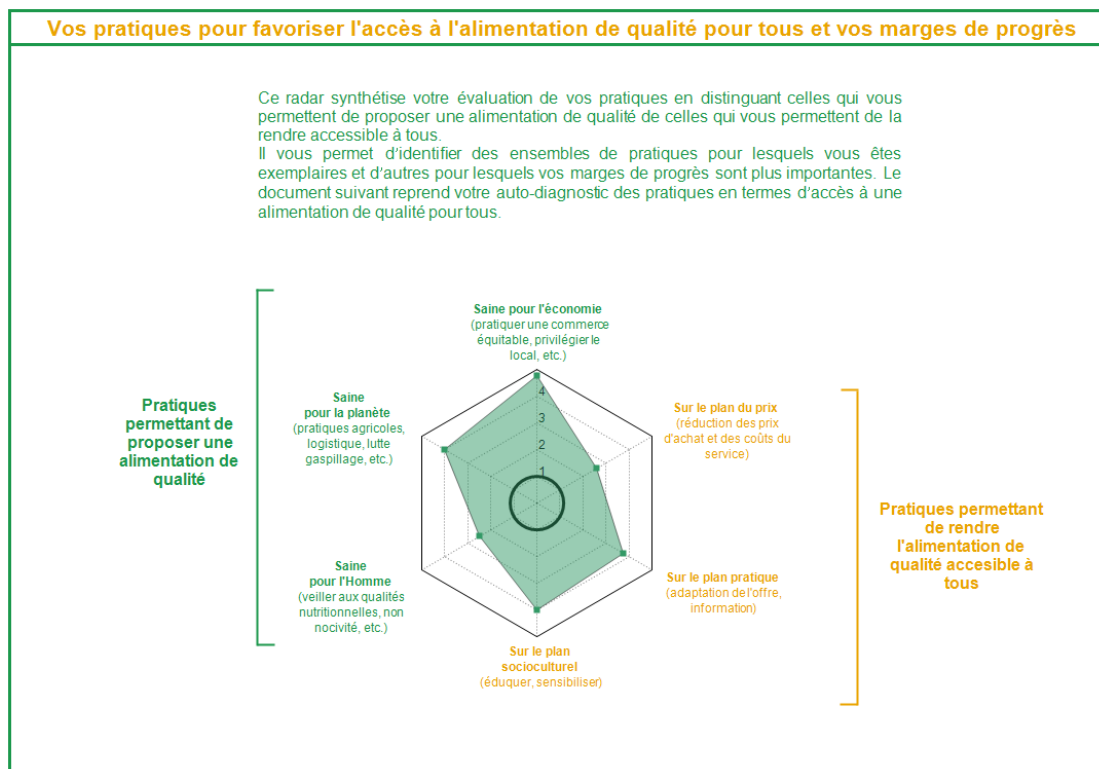 Vos pratiques pour favoriser l'accès à l'alimentation de qualité pour tous et vos marges de progrès
Ce radar synthétise votre évaluation de vos pratiques en distinguant celles qui vous
permettent de proposer une alimentation de qualité de celles qui vous permettent de la
rendre accessible à tous.
Il vous permet d'identifier des ensembles de pratiques pour lesquels vous êtes
exemplaires et d'autres pour lesquels vos marges de progrès sont plus importantes. Le
document suivant reprend votre auto-diagnostic des pratiques en termes d'accès à une
alimentation de qualité pour tous.
Saine pour l'économie
(pratiquer une commerce
équitable, privilégier le
local, etc.)
Pratiques
permettant de
proposer une
alimentation de
qualité
Saine
pour la planète
(pratiques agricoles,
logistique, lutte
gaspillage, etc.)
4
3
2
1
Sur le plan du prix
(réduction des prix
d'achat et des coûts du
service)
Pratiques permettant
de rendre
l'alimentation de
qualité accesible à
tous
Saine
pour l'Homme
(veiller aux qualités
nutritionnelles, non
nocivité, etc.)
Sur le plan pratique
(adaptation de l'offre,
information)
Sur le plan
socioculturel
(éduquer, sensibiliser)